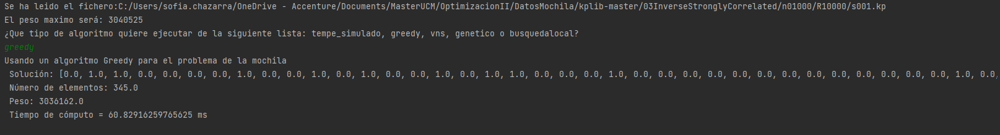 Se ha leido el fichero:C:/Users/sofia.chazarra/OneDrive - Accenture/Documents/MasterUCM/OptimizacionII/DatosMochila/kplib-master/03InverseStronglyCorrelated/n01000/R10000/s001.kp
El peso maximo será: 3040525
¿Que tipo de algoritmo quiere ejecutar de la siguiente lista: tempe_simulado, greedy, vns, genetico o busquedalocal?
greedy
Usando un algoritmo Greedy para el problema de la mochila
Solución: [0.0, 1.0, 1.0, 0.0, 0.0, 0.0, 0.0, 1.0, 0.0, 0.0, 1.0, 0.0, 1.0, 0.0, 0.0, 1.0, 0.0, 1.0, 1.0, 0.0, 0.0, 0.0, 1.0, 0.0, 0.0, 0.0, 0.0, 0.0, 0.0, 0.0, 0.0, 0.0, 0.0, 0.0, 0.0, 0.0, 1.0, 0.0,
Número de elementos: 345.0
Peso: 3036162.0
Tiempo de cómputo = 60.82916259765625 ms